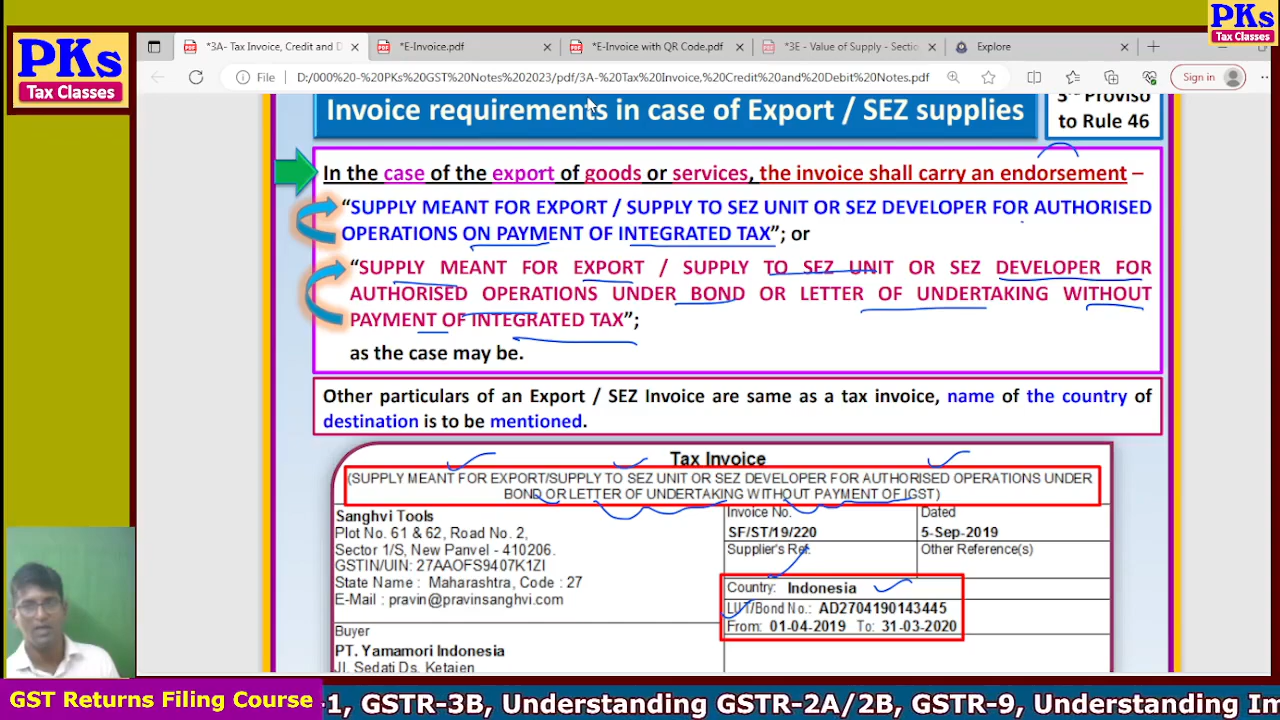 PKs
Tax Classes
PKs
Tax Classes
*3A- Tax Invoice, Credit and D
*E-Invoice.pdf
*E-Invoice with QR Code.pdf
*3E - Value of Supply - Sectio
Explore
File D:/000%20-%20PKs%20GST%20Notes%202023/pdf/3A-%20Tax%20Invoice,%20Credit%20and%20Debit%20Notes.pdf
Sign in
Invoice requirements in case of Export / SEZ supplies
3rd Proviso
to Rule 46
In the case of the export of goods or services, the invoice shall carry an endorsement –
“SUPPLY MEANT FOR EXPORT / SUPPLY TO SEZ UNIT OR SEZ DEVELOPER FOR AUTHORISED
OPERATIONS ON PAYMENT OF INTEGRATED TAX”; or
“SUPPLY MEANT FOR EXPORT / SUPPLY TO SEZ UNIT OR SEZ DEVELOPER FOR
AUTHORISED OPERATIONS UNDER BOND OR LETTER OF UNDERTAKING WITHOUT
PAYMENT OF INTEGRATED TAX”;
as the case may be.
Other particulars of an Export / SEZ Invoice are same as a tax invoice, name of the country of
destination is to be mentioned.
Tax Invoice
(SUPPLY MEANT FOR EXPORT/SUPPLY TO SEZ UNIT OR SEZ DEVELOPER FOR AUTHORISED OPERATIONS UNDER
BOND OR LETTER OF UNDERTAKING WITHOUT PAYMENT OF IGST)
Sanghvi Tools
Plot No. 61 & 62, Road No. 2,
Sector 1/S, New Panvel - 410206.
GSTIN/UIN: 27AAOFS9407K1ZI
State Name : Maharashtra, Code : 27
E-Mail : pravin@pravinsanghvi.com
Buyer
PT. Yamamori Indonesia
Jl. Sedati Ds. Ketajen
Invoice No.
SF/ST/19/220
Dated
5-Sep-2019
Supplier's Ref.
Other Reference(s)
Country: Indonesia
LUT/Bond No.: AD2704190143445
From: 01-04-2019 To: 31-03-2020
GST Returns Filing Course
-1, GSTR-3B, Understanding GSTR-2A/2B, GSTR-9, Understanding In